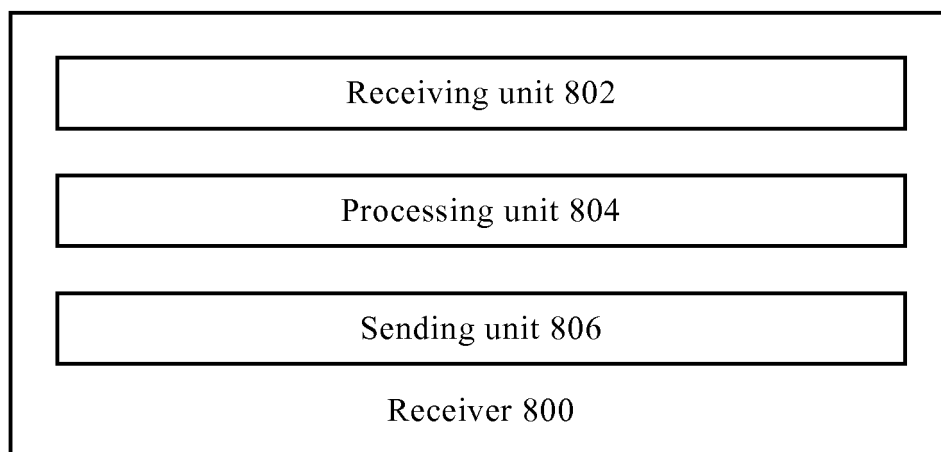 Receiving unit 802
Processing unit 804
Sending unit 806
Receiver 800